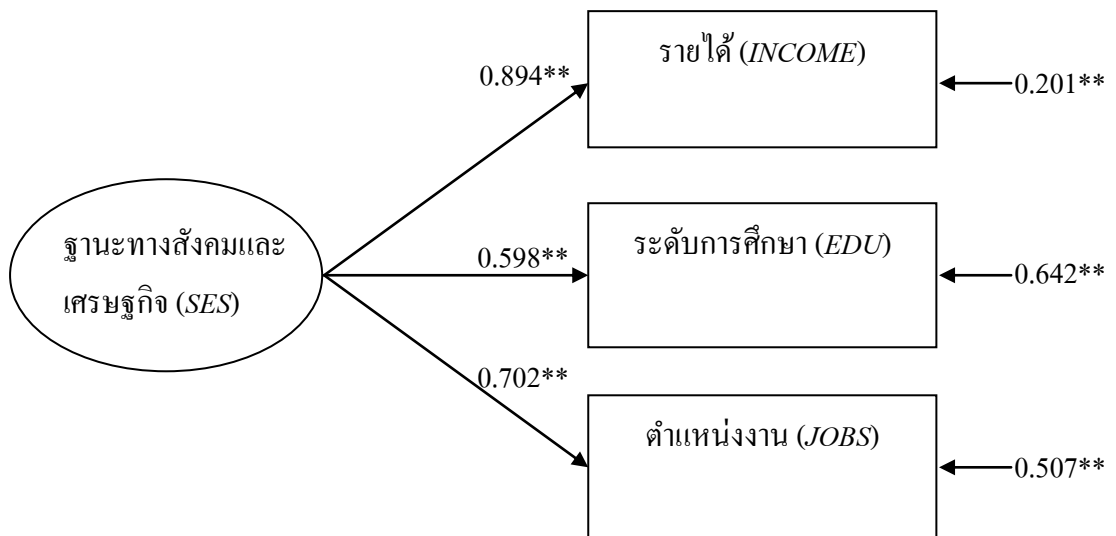 รายได้ (INCOME)
0.894**
0.201**
ฐานะทางสังคมและ
เศรษฐกิจ (SES)
ระดับการศึกษา (EDU)
0.598**
0.642**
0.702**
ตำแหน่งงาน (JOBS)
0.507**